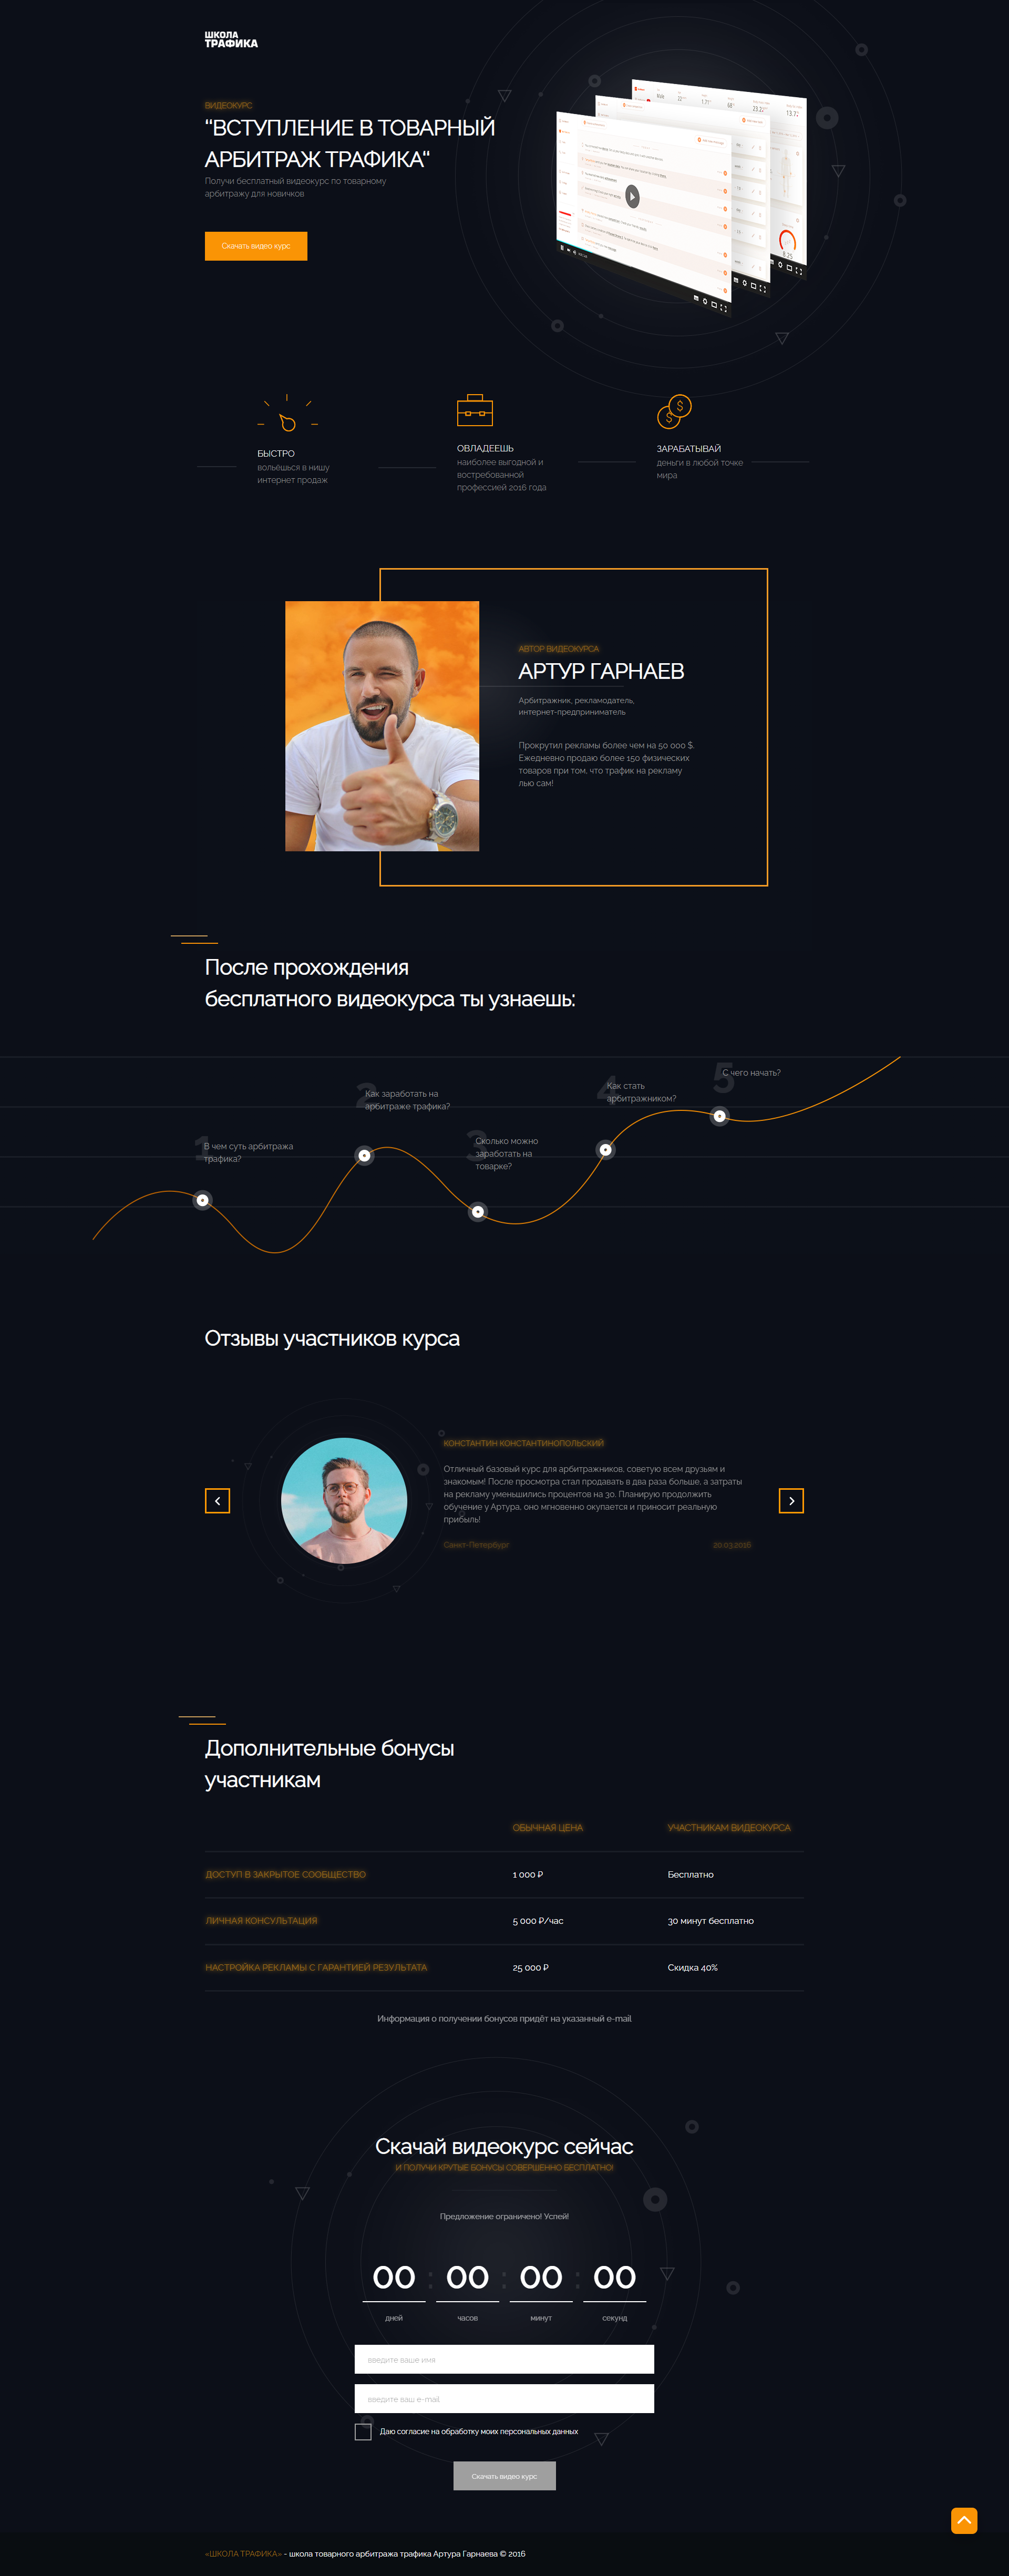 ШКОЛА
ТРАФИКА
ВИДЕОКУРС
“ВСТУПЛЕНИЕ В ТОВАРНЫЙ
АРБИТРАЖ ТРАФИКА“
Получи бесплатный видеокурс по товарному
арбитражу для новичков
Скачать видео курс
БЫСТРО
вольёшься в нишу
интернет продаж
ОВЛАДЕЕШЬ
наиболее выгодной и
востребованной
профессией 2016 года
ЗАРАБАТЫВАЙ
деньги в любой точке
мира
АВТОР ВИДЕОКУРСА
АРТУР ГАРНАЕВ
Арбитражник, рекламодатель,
интернет-предприниматель
Прокрутил рекламы более чем на 50 000 $.
Ежедневно продаю более 150 физических
товаров при том, что трафик на рекламу
лью сам!
После прохождения
бесплатного видеокурса ты узнаешь:
1
В чем суть арбитража
трафика?
2
Как заработать на
арбитраже трафика?
3
Сколько можно
заработать на
товарке?
4
Как стать
арбитражником?
5
С чего начать?
Отзывы участников курса
КОНСТАНТИН КОНСТАНТИНОПОЛЬСКИЙ
Отличный базовый курс для арбитражников, советую всем друзьям и
знакомым! После просмотра стал продавать в два раза больше, а затраты
на рекламу уменьшились процентов на 30. Планирую продолжить
обучение у Артура, оно мгновенно окупается и приносит реальную
прибыль!
Санкт-Петербург
20.03.2016
Дополнительные бонусы
участникам
ОБЫЧНАЯ ЦЕНА УЧАСТНИКАМ ВИДЕОКУРСА
ДОСТУП В ЗАКРЫТОЕ СООБЩЕСТВО 1 000 ₽ Бесплатно
ЛИЧНАЯ КОНСУЛЬТАЦИЯ 5 000 ₽/час 30 минут бесплатно
НАСТРОЙКА РЕКЛАМЫ С ГАРАНТИЕЙ РЕЗУЛЬТАТА 25 000 ₽ Скидка 40%
Информация о получении бонусов придёт на указанный e-mail
Скачай видеокурс сейчас
И ПОЛУЧИ КРУТЫЕ БОНУСЫ СОВЕРШЕННО БЕСПЛАТНО!
Предложение ограничено! Успей!
00 : 00 : 00 : 00
дней часов минут секунд
введите ваше имя
введите ваш e-mail
Даю согласие на обработку моих персональных данных
Скачать видео курс
«ШКОЛА ТРАФИКА» - школа товарного арбитража трафика Артура Гарнаева © 2016